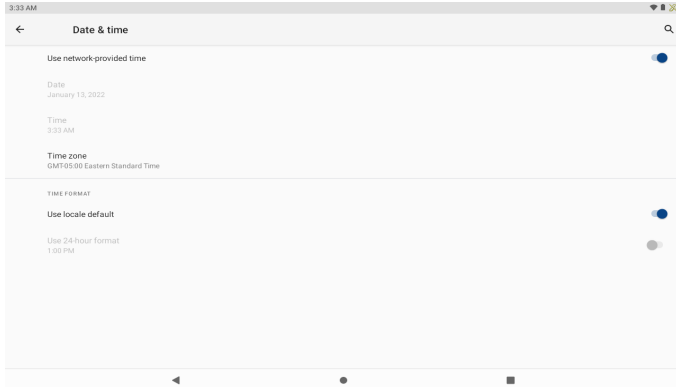 3:33 AM
Date & time
Use network-provided time
Date
January 13, 2022
Time
3:33 AM
Time zone
GMT-05:00 Eastern Standard Time
TIME FORMAT
Use locale default
Use 24-hour format
1:00 PM